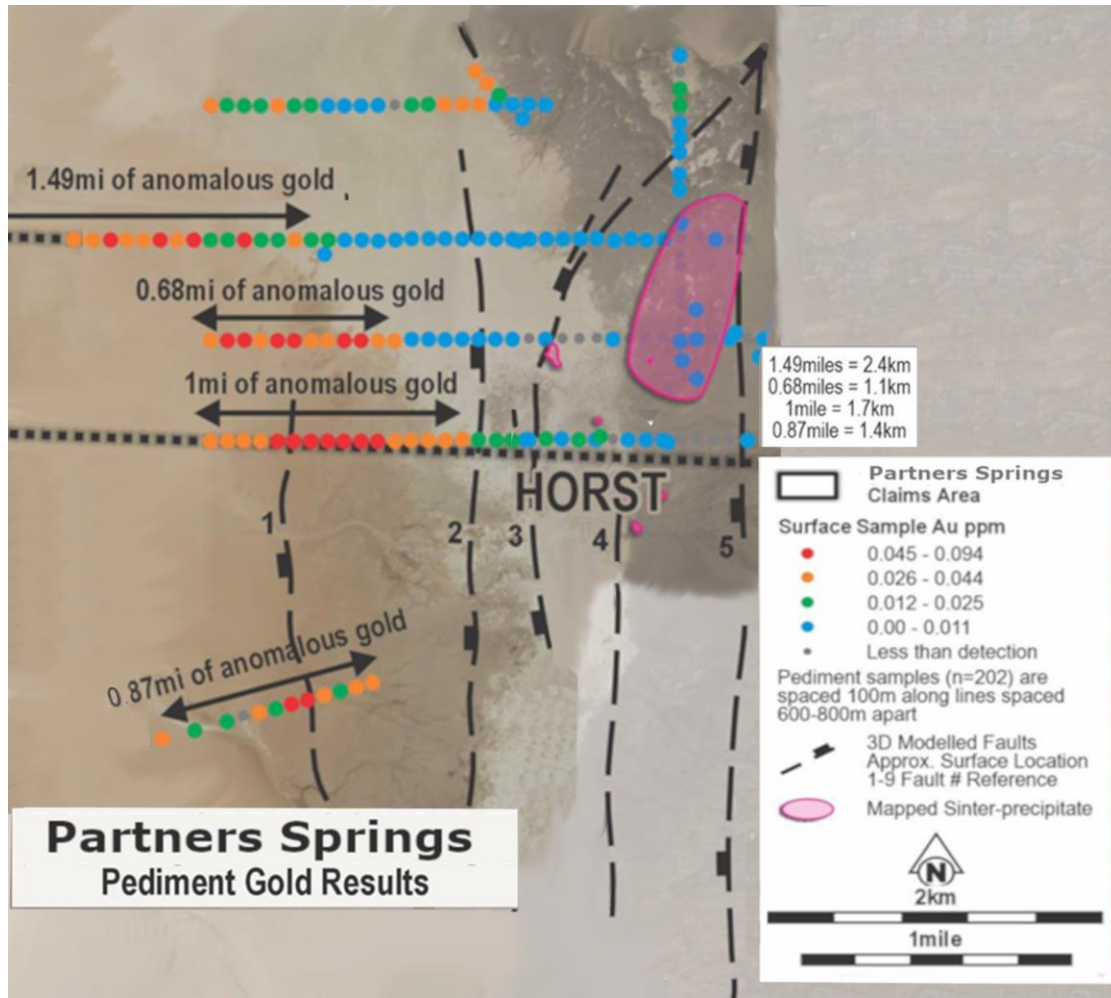 1.49mi of anomalous gold
0.68mi of anomalous gold
1mi of anomalous gold
1.49miles = 2.4km
0.68miles = 1.1km
1mile = 1.7km
0.87mile = 1.4km
HORST
1
2
3
4
5
0.87mi of anomalous gold
Partners Springs
Pediment Gold Results
Partners Springs
Claims Area
Surface Sample Au ppm
0.045 - 0.094
0.026 - 0.044
0.012 - 0.025
0.00 - 0.011
Less than detection
Pediment samples (n=202) are
spaced 100m along lines spaced
600-800m apart
3D Modelled Faults
Approx. Surface Location
1-9 Fault # Reference
Mapped Sinter-precipitate
N
2km
1mile